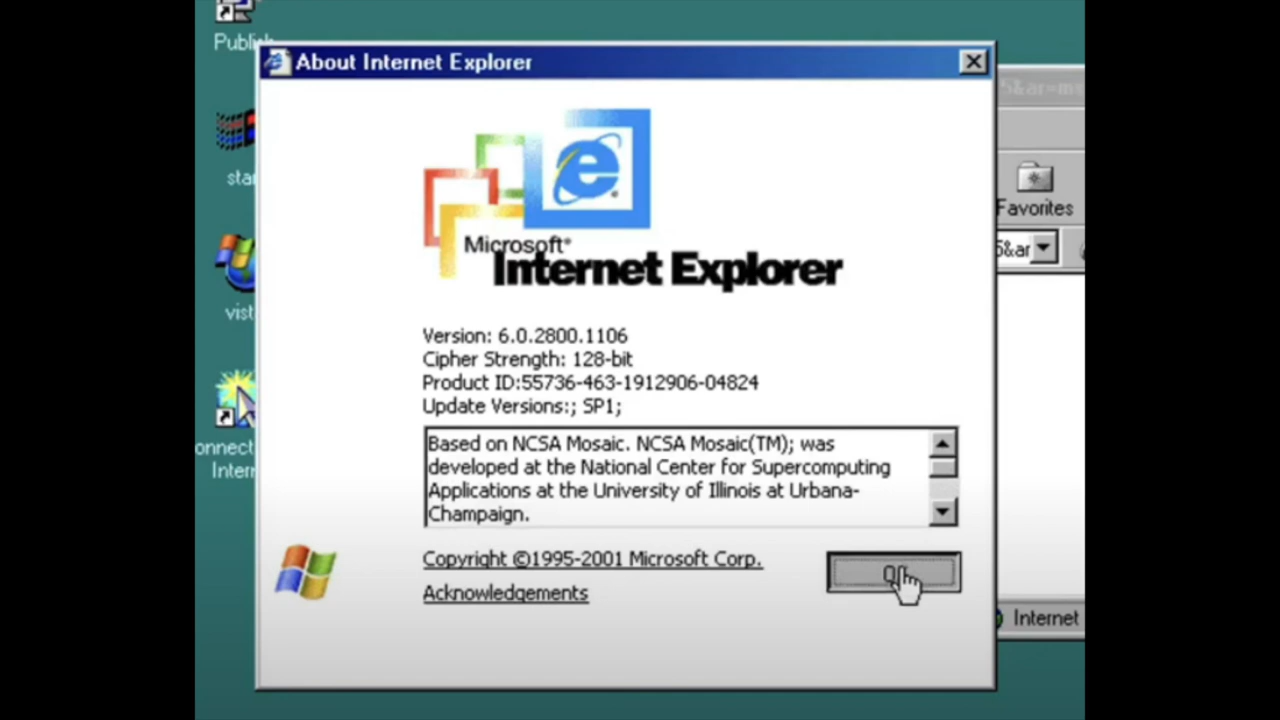 About Internet Explorer
Favorites
Microsoft®
Internet Explorer
Version: 6.0.2800.1106
Cipher Strength: 128-bit
Product ID:55736-463-1912906-04824
Update Versions:; SP1;
Based on NCSA Mosaic. NCSA Mosaic(TM); was
developed at the National Center for Supercomputing
Applications at the University of Illinois at Urbana-
Champaign.
Copyright ©1995-2001 Microsoft Corp.
Acknowledgements
Internet